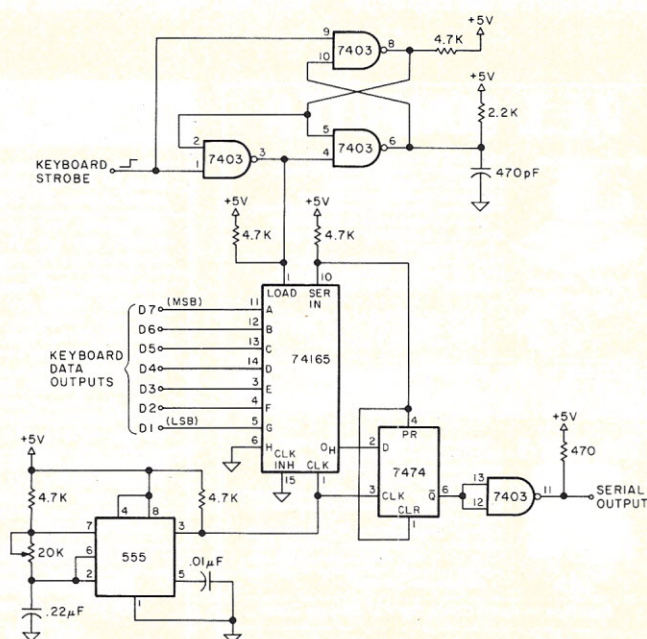 +5V
9
8
4.7K
10
7403
+5V
2.2K
2
5
7403
3
7403
6
KEYBOARD
STROBE
1
4
470pF
+5V
+5V
4.7K
4.7K
1
10
LOAD
SER
IN
D7 (MSB)
11
A
D6
12
B
KEYBOARD
DATA
OUTPUTS
D5
13
C
74165
D4
14
D
D3
3
E
D2
4
F
D1 (LSB)
5
G
6
H
CLK
INH
CLK
OH
15
1
2
D
4
PR
7474
3
CLK
Q
6
CLR
1
13
12
7403
11
+5V
470
SERIAL
OUTPUT
+5V
4.7K
4.7K
4
8
7
3
20K
555
6
2
5
.01µF
1
.22µF